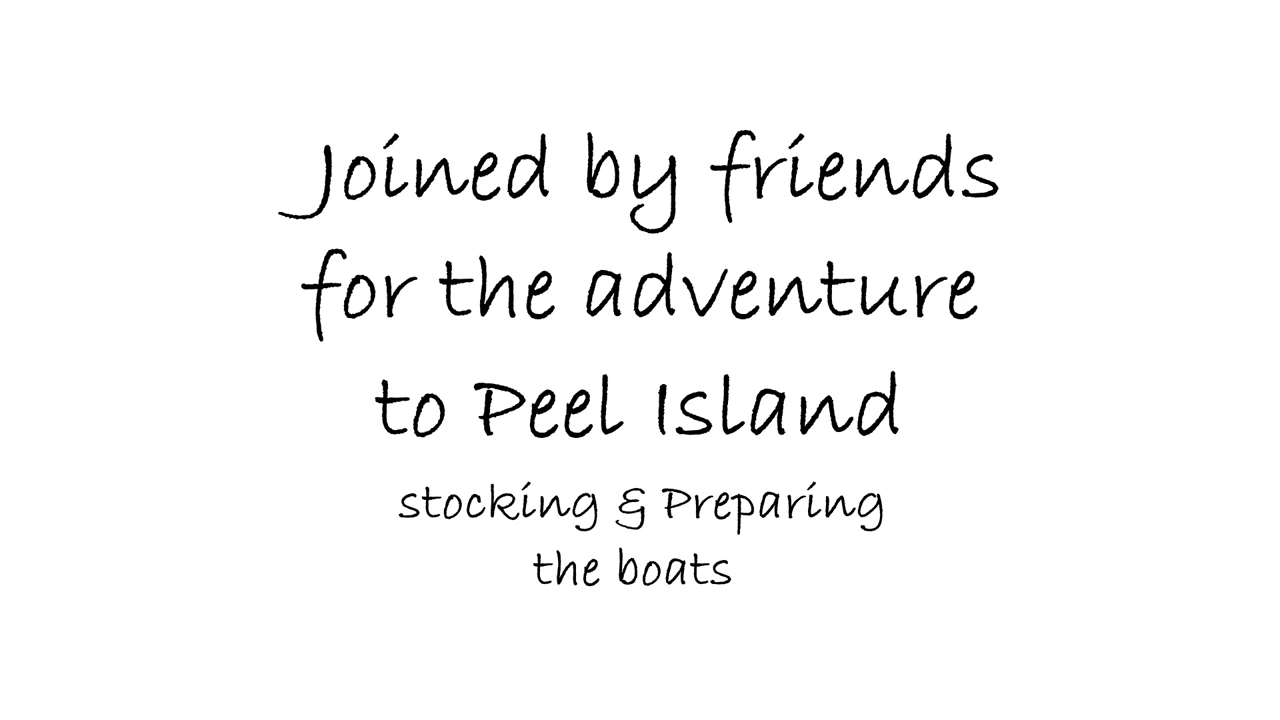 Joined by friends
for the adventure
to Peel Island
stocking & Preparing
the boats